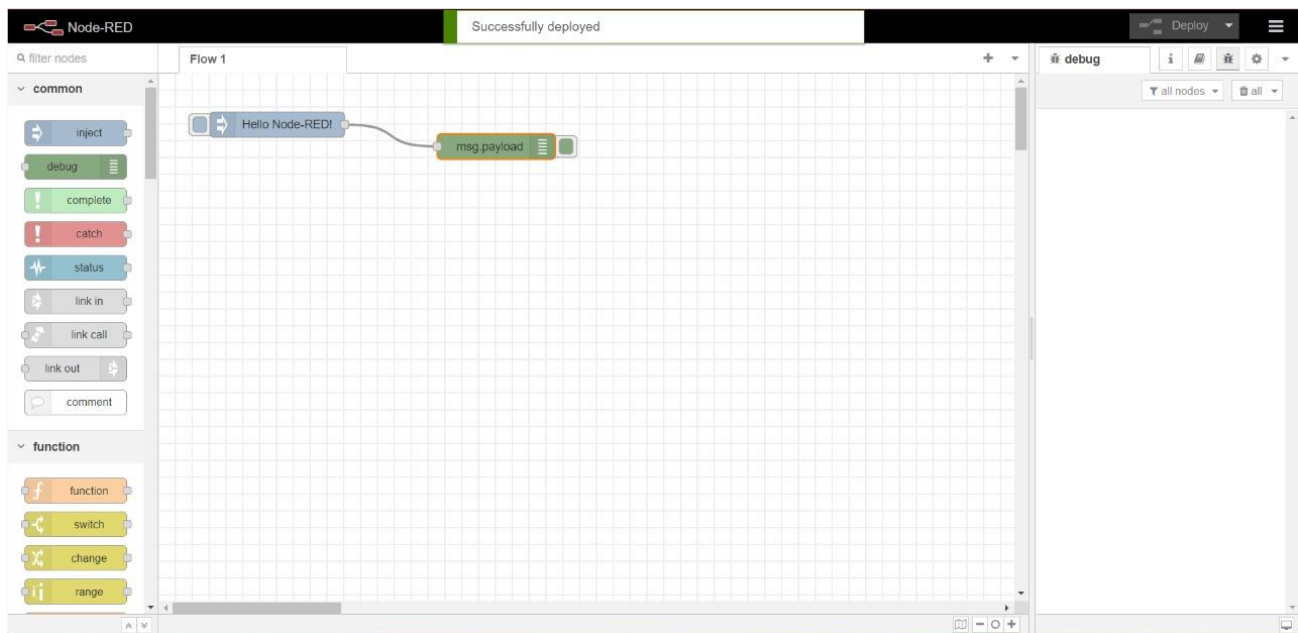 Node-RED
Successfully deployed
Deploy
filter nodes
Flow 1
debug
i
common
all nodes
all
inject
Hello Node-RED!
debug
msg.payload
complete
catch
status
link in
link call
link out
comment
function
function
switch
change
range